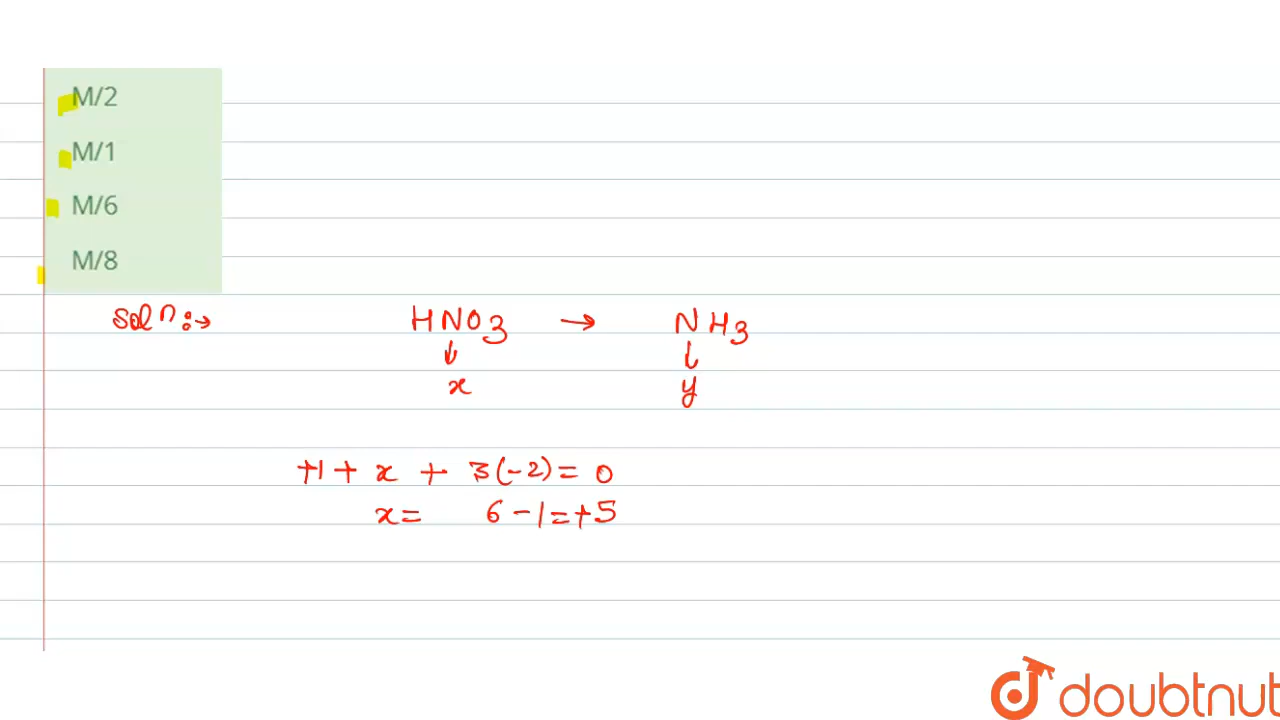 M/2
M/1
M/6
M/8
Soln:→ HNO3 → NH3
↓ ↓
x y
+1 + x + 3(-2) = 0
x = 6-1=+5
doubtnut